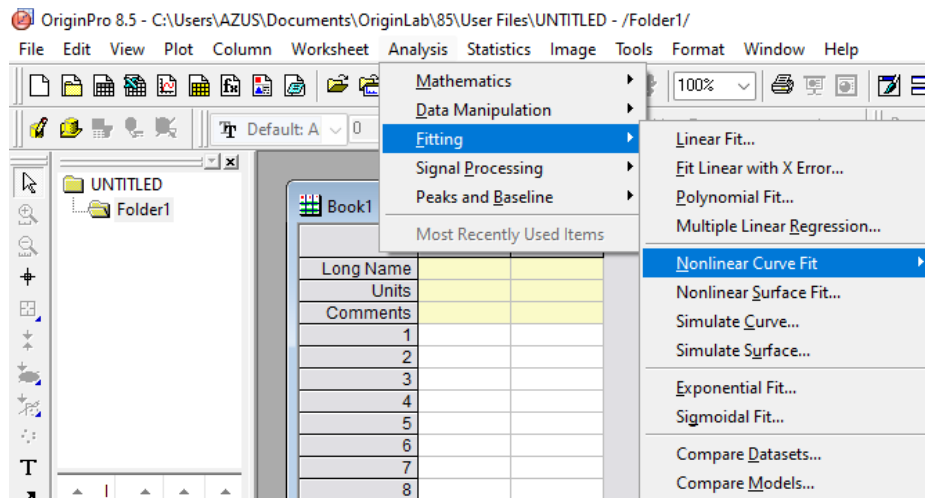 OriginPro 8.5 - C:\Users\AZUS\Documents\OriginLab\85\User Files\UNTITLED - /Folder1/
File Edit View Plot Column Worksheet Analysis Statistics Image Tools Format Window Help
100%
Default: A 0
Mathematics
Data Manipulation
Fitting
Signal Processing
Peaks and Baseline
Most Recently Used Items
Linear Fit...
Fit Linear with X Error...
Polynomial Fit...
Multiple Linear Regression...
Nonlinear Curve Fit
Nonlinear Surface Fit...
Simulate Curve...
Simulate Surface...
Exponential Fit...
Sigmoidal Fit...
Compare Datasets...
Compare Models...
UNTITLED
Folder1
Book1
Long Name
Units
Comments
1
2
3
4
5
6
7
8
T